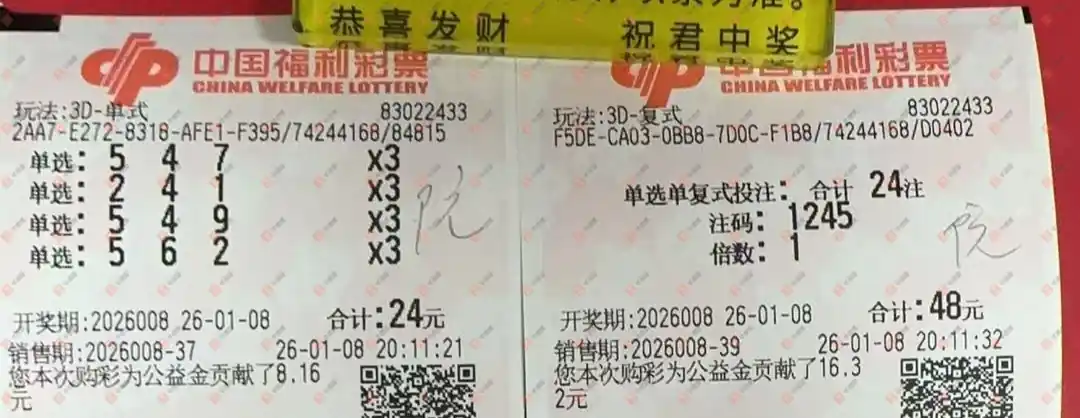 恭喜发财 祝君中奖
中国福利彩票
CHINA WELFARE LOTTERY
玩法:3D-单式 83022433
2AA7-E272-8318-AFE1-F395/74244168/84815
单选: 5 4 7 X3
单选: 2 4 1 X3
单选: 5 4 9 X3
单选: 5 6 2 X3
院
开奖期:2026008 26-01-08 合计:24元
销售期:2026008-37 26-01-08 20:11:21
您本次购彩为公益金贡献了8.16
元
中国福利彩票
CHINA WELFARE LOTTERY
玩法:3D-复式 83022433
F5DE-CA03-0BB8-7D0C-F1B8/74244168/D0402
单选单复式投注: 合计 24注
注码: 1245
倍数: 1
院
开奖期:2026008 26-01-08 合计:48元
销售期:2026008-39 26-01-08 20:11:32
您本次购彩为公益金贡献了16.3
2元